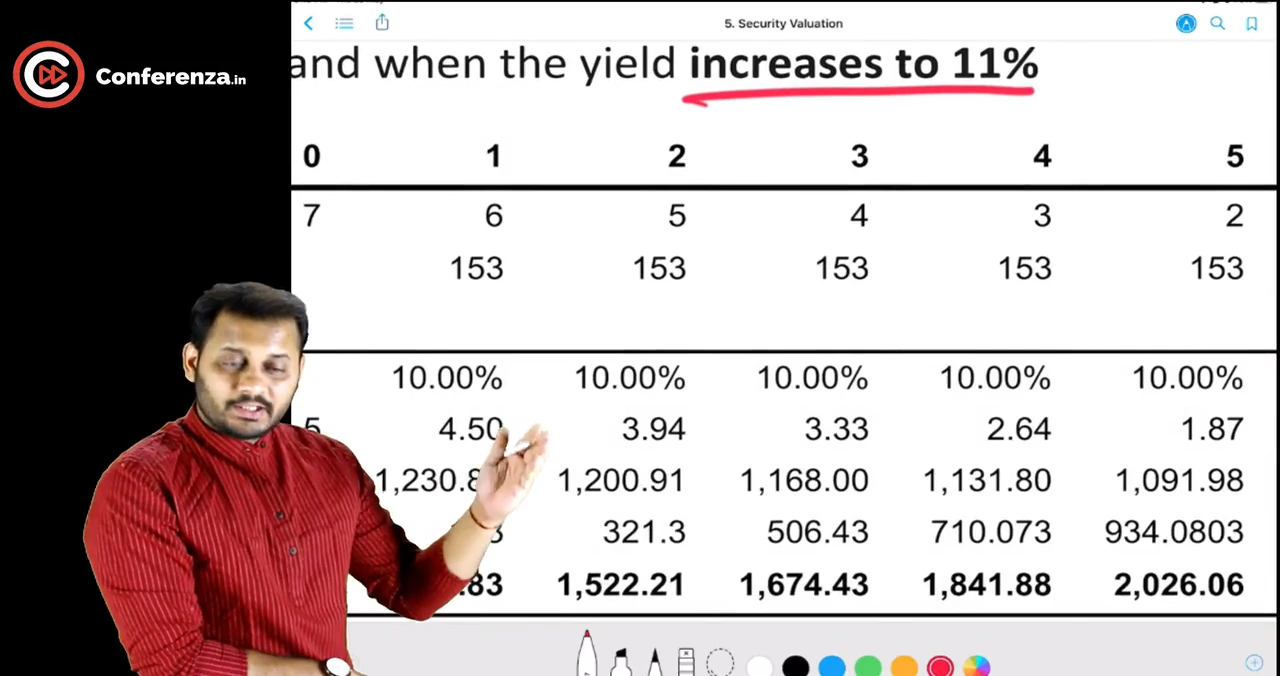 5. Security Valuation
Conferenza.in
and when the yield increases to 11%
0 1 2 3 4 5
7 6 5 4 3 2
153 153 153 153 153
10.00% 10.00% 10.00% 10.00% 10.00%
4.50 3.94 3.33 2.64 1.87
1,200.91 1,168.00 1,131.80 1,091.98
321.3 506.43 710.073 934.0803
1,522.21 1,674.43 1,841.88 2,026.06